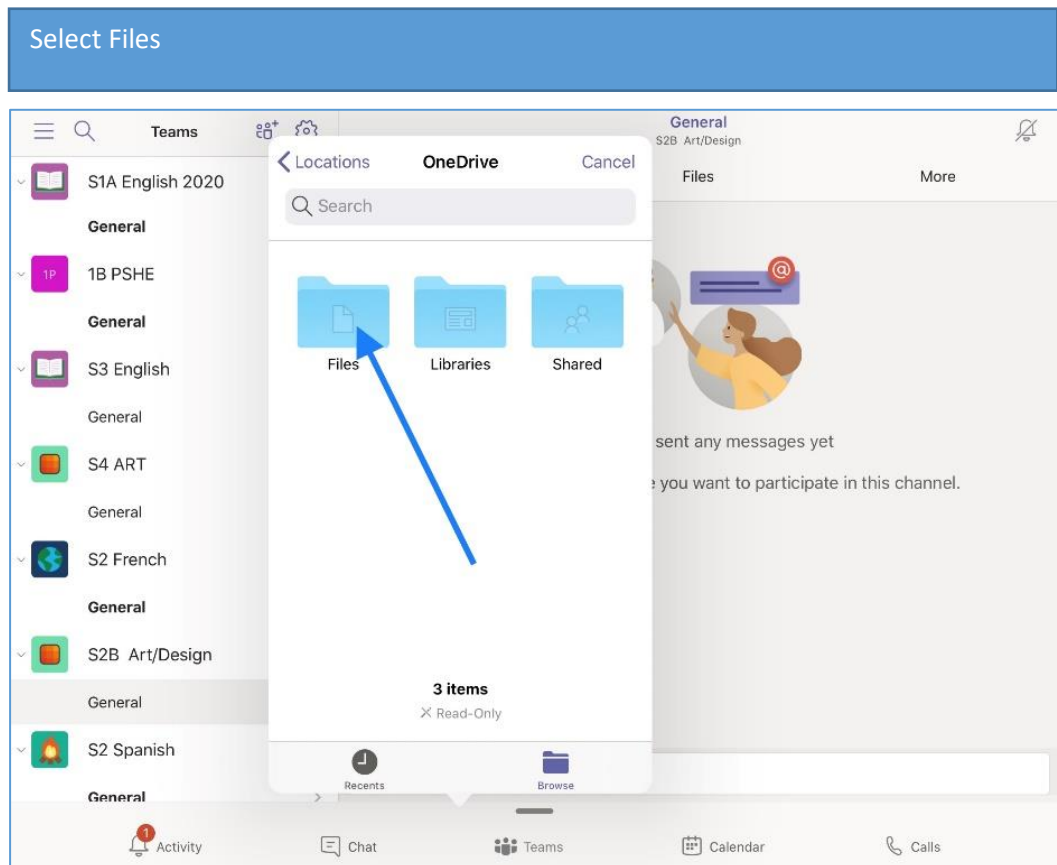 Select Files
Teams
S1A English 2020
General
1P
1B PSHE
General
S3 English
General
S4 ART
General
S2 French
General
S2B Art/Design
General
S2 Spanish
General
Locations
OneDrive
Cancel
Search
Files
Libraries
Shared
3 items
Read-Only
Recents
Browse
General
S2B Art/Design
Files
More
@
sent any messages yet
you want to participate in this channel.
1
Activity
Chat
Teams
Calendar
Calls